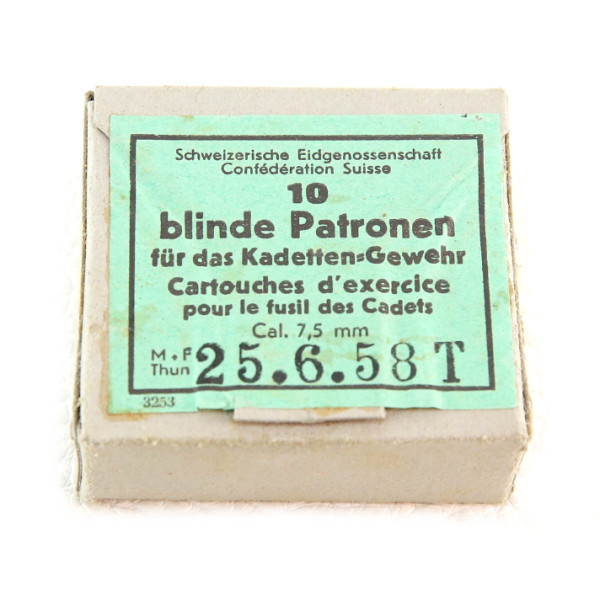 Schweizerische Eidgenossenschaft
Confédération Suisse
10
blinde Patronen
für das Kadetten=Gewehr
Cartouches d'exercice
pour le fusil des Cadets
Cal. 7,5 mm
M + F
Thun 25.6.58 T
3253